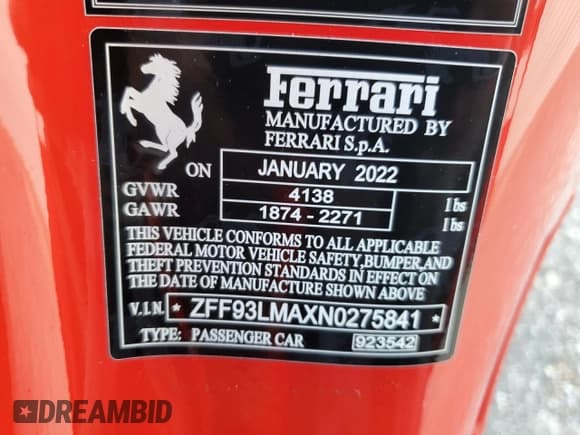 Ferrari
MANUFACTURED BY
FERRARI S.p.A.
ON JANUARY 2022
GVWR 4138 lbs
GAWR 1874 - 2271 lbs
THIS VEHICLE CONFORMS TO ALL APPLICABLE
FEDERAL MOTOR VEHICLE SAFETY,BUMPER,AND
THEFT PREVENTION STANDARDS IN EFFECT ON
THE DATE OF MANUFACTURE SHOWN ABOVE
V.I.N. * ZFF93LMAXN0275841 *
TYPE: PASSENGER CAR 923542
DREAMBID